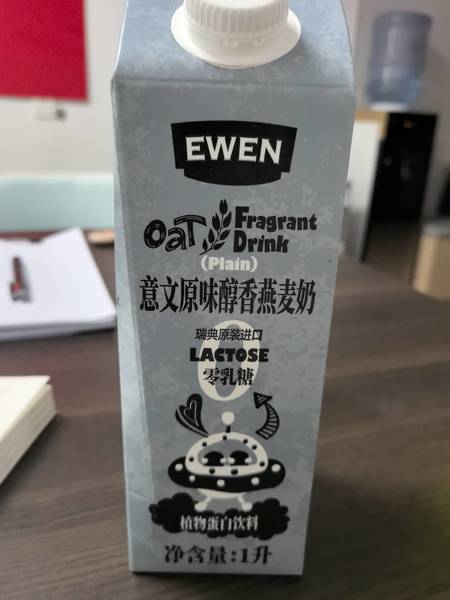 EWEN
OaT Fragrant
Drink
(Plain)
意文原味醇香燕麦奶
瑞典原装进口
0
LACTOSE
零乳糖
植物蛋白饮料
净含量:1升